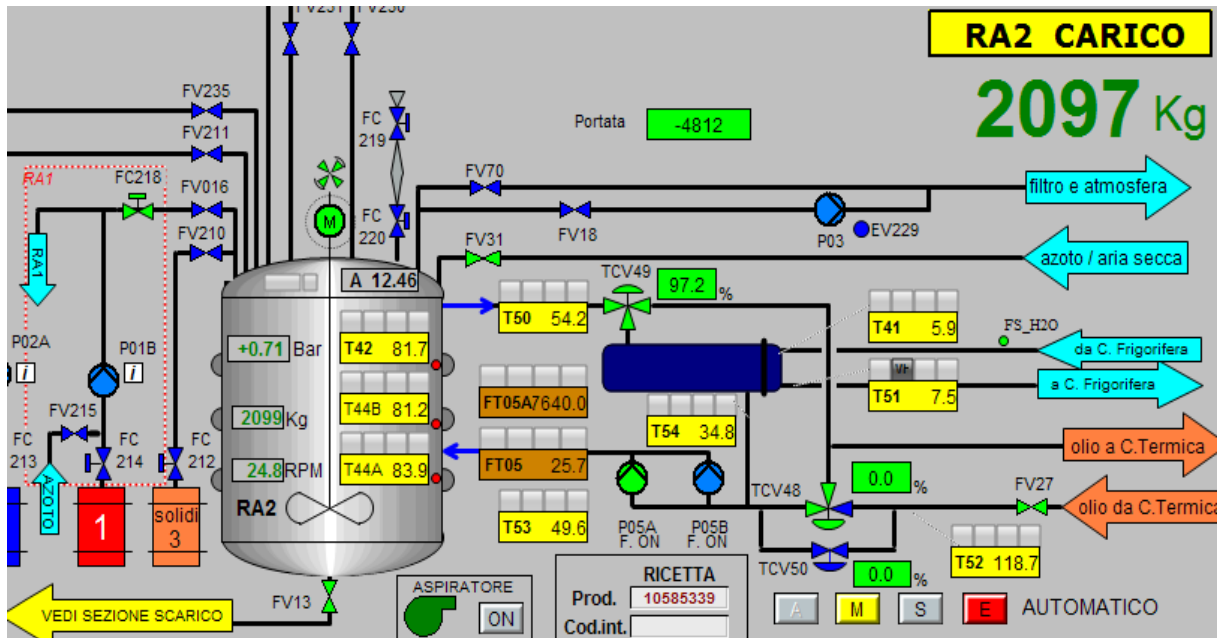 FV251 FV250
RA2 CARICO
2097 Kg
FV235
FC
219
Portata
-4812
FV211
RA1
FC218
FV016
FV70
filtro e atmosfera
M
FC
220
FV18
P03
EV229
FV210
FV31
azoto / aria secca
RA1
A 12.46
TCV49
97.2 %
T50 54.2
T41 5.9
FS_H2O
da C. Frigorifera
P02A
i
P01B
i
+0.71 Bar
T42 81.7
VF
T51 7.5
a C. Frigorifera
FV215
2099 Kg
T44B 81.2
FT05A 7640.0
T54 34.8
FC
213
FC
214
FC
212
24.8 RPM
T44A 83.9
FT05 25.7
olio a C.Termica
AZOTO
1
solidi
3
RA2
T53 49.6
P05A
F. ON
P05B
F. ON
TCV48
0.0 %
FV27
olio da C.Termica
TCV50
0.0 %
T52 118.7
FV13
VEDI SEZIONE SCARICO
ASPIRATORE
ON
RICETTA
Prod. 10585339
Cod.int.
A M S E AUTOMATICO